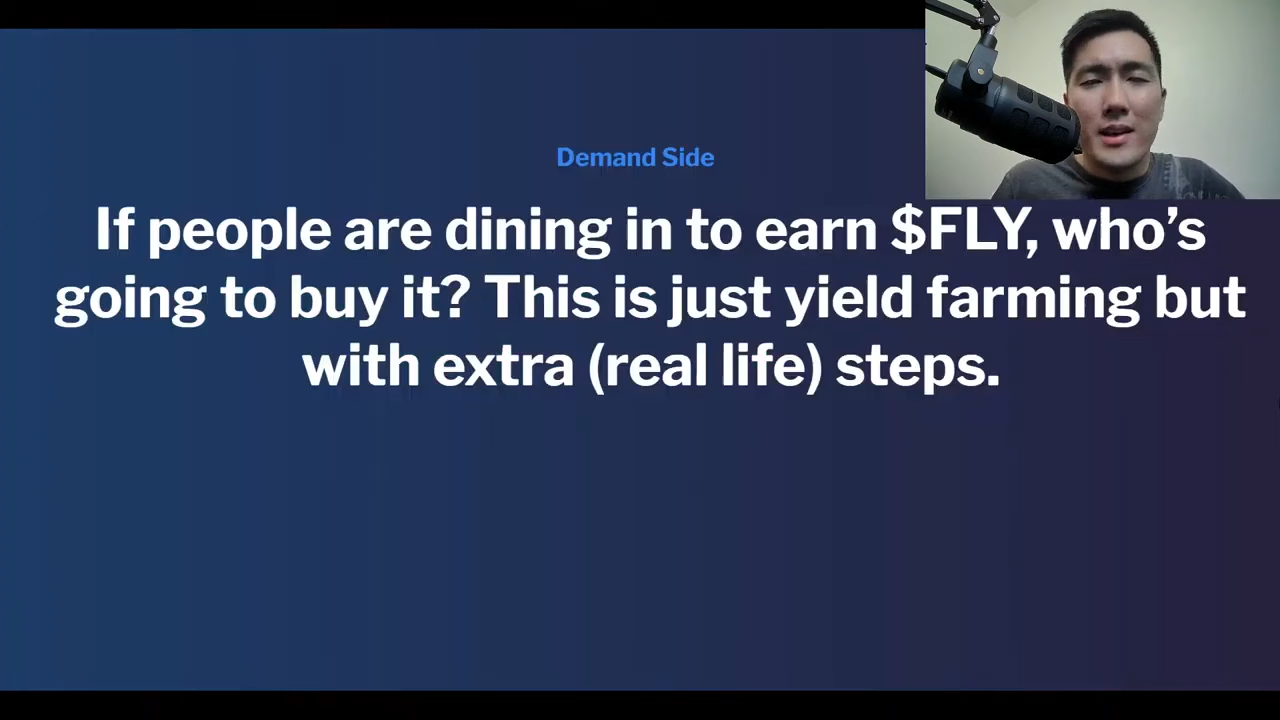 Demand Side
If people are dining in to earn $FLY, who’s
going to buy it? This is just yield farming but
with extra (real life) steps.